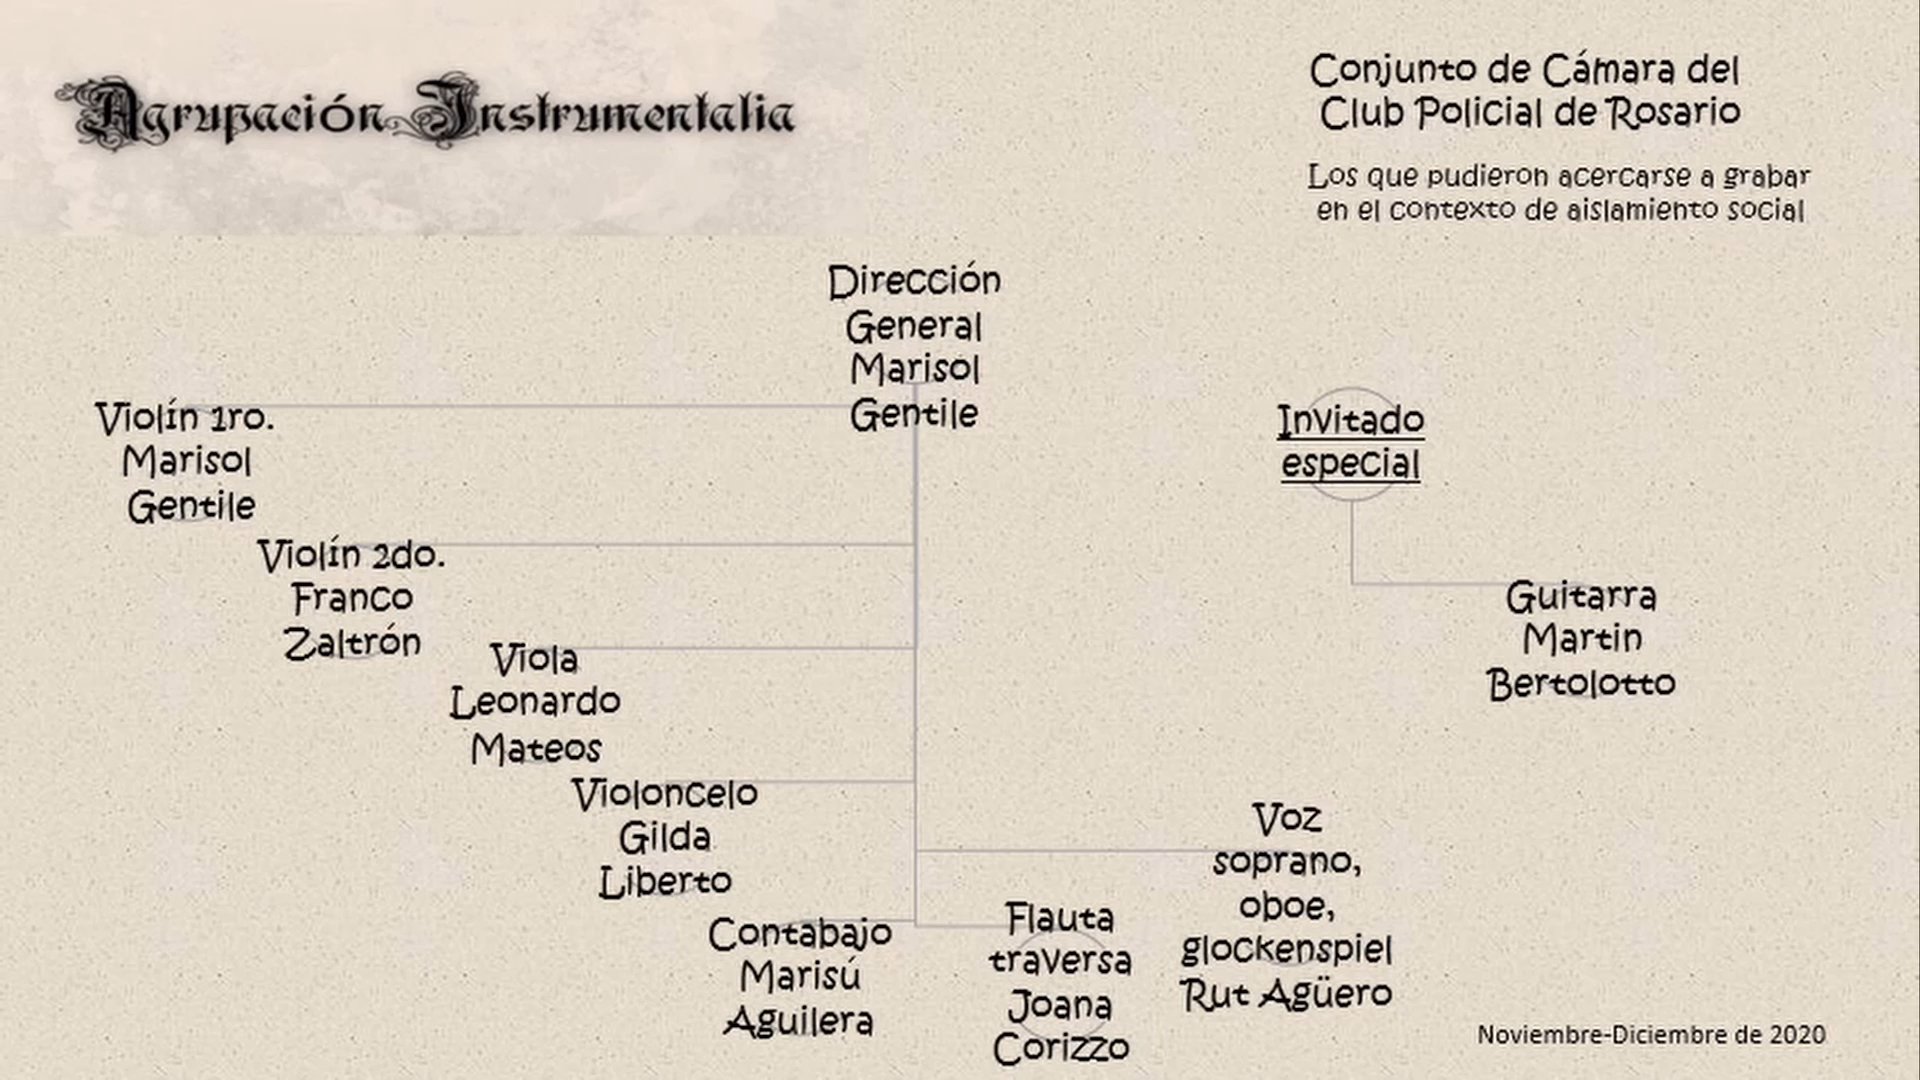 Agrupación Instrumentalia
Conjunto de Cámara del
Club Policial de Rosario
Los que pudieron acercarse a grabar
en el contexto de aislamiento social
Dirección
General
Marisol
Gentile
Violín 1ro.
Marisol
Gentile
Violín 2do.
Franco
Zaltrón
Viola
Leonardo
Mateos
Violoncelo
Gilda
Liberto
Contabajo
Marisú
Aguilera
Flauta
traversa
Joana
Corizzo
Voz
soprano,
oboe,
glockenspiel
Rut Agüero
Invitado
especial
Guitarra
Martin
Bertolotto
Noviembre-Diciembre de 2020